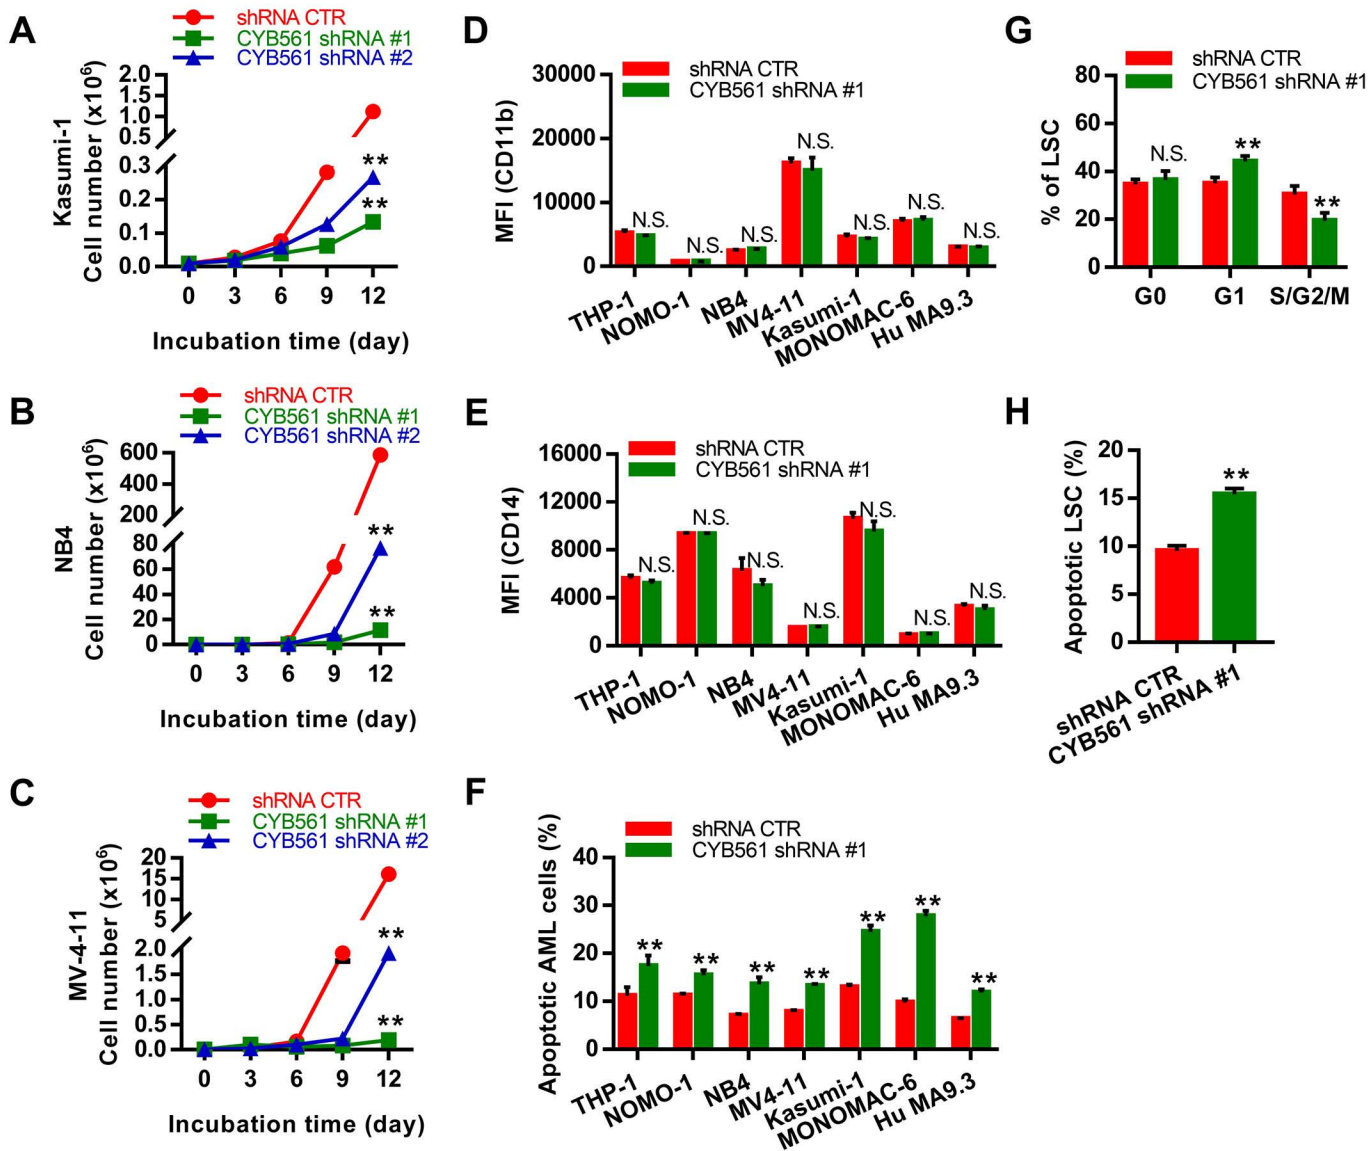 A
shRNA CTR
CYB561 shRNA #1
CYB561 shRNA #2
Kasumi-1
Cell number (x10⁶)
2.0
1.5
1.0
0.5
0.3
0.2
0.1
0.0
0 3 6 9 12
**
**
Incubation time (day)
B
shRNA CTR
CYB561 shRNA #1
CYB561 shRNA #2
NB4
Cell number (x10⁶)
600
400
200
80
60
40
20
0
0 3 6 9 12
**
**
Incubation time (day)
C
shRNA CTR
CYB561 shRNA #1
CYB561 shRNA #2
MV-4-11
Cell number (x10⁶)
20
15
10
5
2.0
1.5
1.0
0.5
0.0
0 3 6 9 12
**
**
Incubation time (day)
D
shRNA CTR
CYB561 shRNA #1
MFI (CD11b)
30000
20000
10000
0
N.S. N.S. N.S. N.S. N.S. N.S. N.S.
THP-1 NOMO-1 NB4 MV4-11 Kasumi-1 MONOMAC-6 Hu MA9.3
E
shRNA CTR
CYB561 shRNA #1
MFI (CD14)
16000
12000
8000
4000
0
N.S. N.S. N.S. N.S. N.S. N.S. N.S.
THP-1 NOMO-1 NB4 MV4-11 Kasumi-1 MONOMAC-6 Hu MA9.3
F
shRNA CTR
CYB561 shRNA #1
Apoptotic AML cells (%)
40
30
20
10
0
** ** ** ** ** ** **
THP-1 NOMO-1 NB4 MV4-11 Kasumi-1 MONOMAC-6 Hu MA9.3
G
shRNA CTR
CYB561 shRNA #1
% of LSC
80
60
40
20
0
N.S. ** **
G0 G1 S/G2/M
H
Apoptotic LSC (%)
20
15
10
5
0
**
shRNA CTR
CYB561 shRNA #1